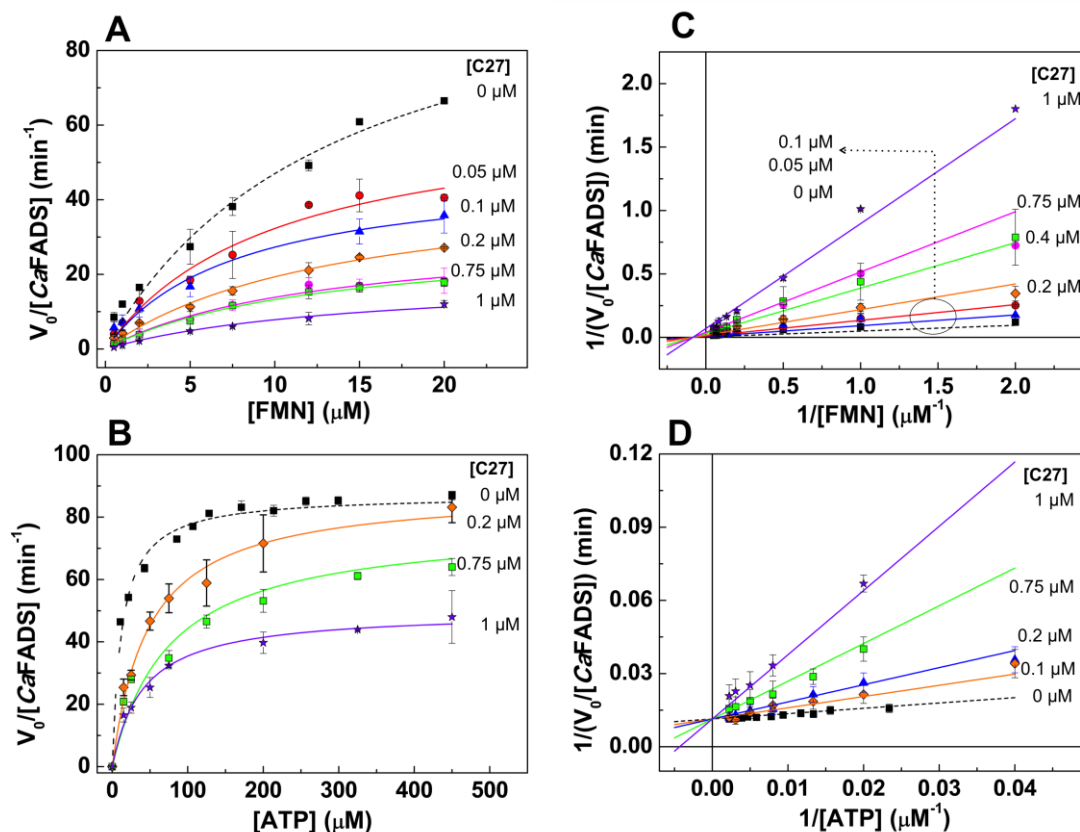 A
[C27]
0 µM
0.05 µM
0.1 µM
0.2 µM
0.75 µM
1 µM
V0/[CaFADS] (min-1)
80
60
40
20
0
0 5 10 15 20
[FMN] (µM)
C
[C27]
1 µM
0.1 µM
0.05 µM
0 µM
0.75 µM
0.4 µM
0.2 µM
1/(V0/[CaFADS]) (min)
2.0
1.5
1.0
0.5
0.0
0.0 0.5 1.0 1.5 2.0
1/[FMN] (µM-1)
B
[C27]
0 µM
0.2 µM
0.75 µM
1 µM
V0/[CaFADS] (min-1)
100
80
60
40
20
0
0 100 200 300 400 500
[ATP] (µM)
D
[C27]
1 µM
0.75 µM
0.2 µM
0.1 µM
0 µM
1/(V0/[CaFADS]) (min)
0.12
0.09
0.06
0.03
0.00
0.00 0.01 0.02 0.03 0.04
1/[ATP] (µM-1)